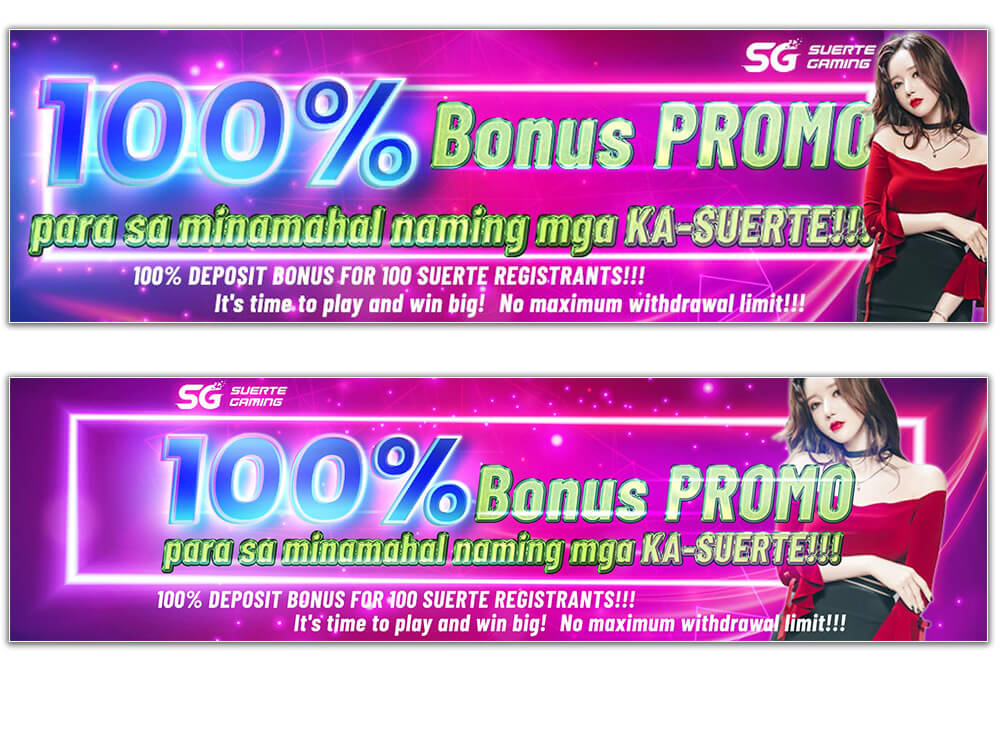 SG SUERTE
GAMING
100% Bonus PROMO
para sa minamahal naming mga KA-SUERTE!!!
100% DEPOSIT BONUS FOR 100 SUERTE REGISTRANTS!!!
It's time to play and win big! No maximum withdrawal limit!!!
SG SUERTE
GAMING
100% Bonus PROMO
para sa minamahal naming mga KA-SUERTE!!!
100% DEPOSIT BONUS FOR 100 SUERTE REGISTRANTS!!!
It's time to play and win big! No maximum withdrawal limit!!!